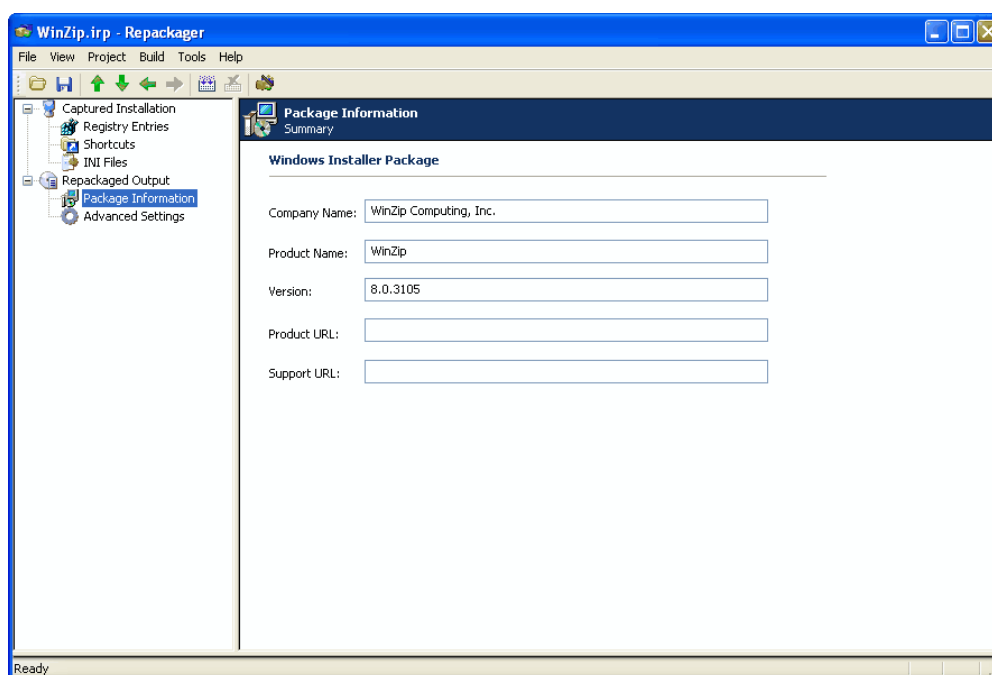 WinZip.irp - Repackager
File View Project Build Tools Help
Captured Installation
Registry Entries
Shortcuts
INI Files
Repackaged Output
Package Information
Advanced Settings
Package Information
Summary
Windows Installer Package
Company Name: WinZip Computing, Inc.
Product Name: WinZip
Version: 8.0.3105
Product URL:
Support URL:
Ready